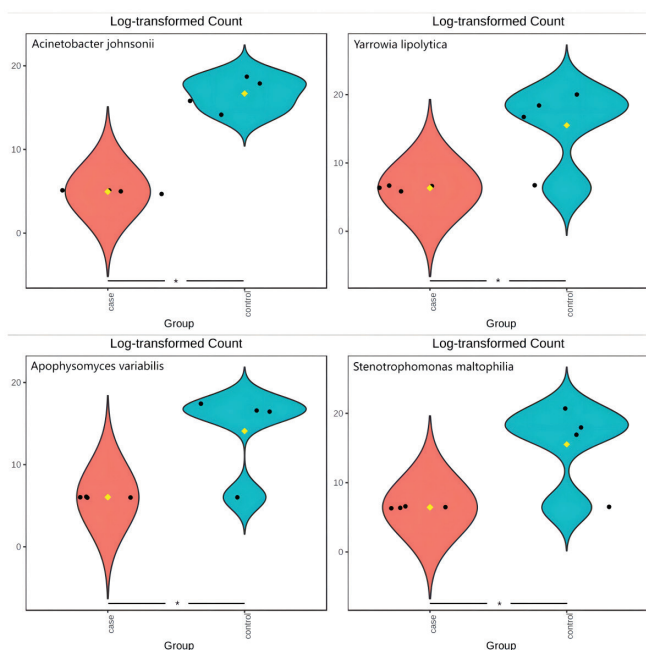 Log-transformed Count
Acinetobacter johnsonii
20
10
0
*
case
control
Group
Log-transformed Count
Yarrowia lipolytica
20
10
0
*
case
control
Group
Log-transformed Count
Apophysomyces variabilis
20
10
0
*
case
control
Group
Log-transformed Count
Stenotrophomonas maltophilia
20
10
0
*
case
control
Group